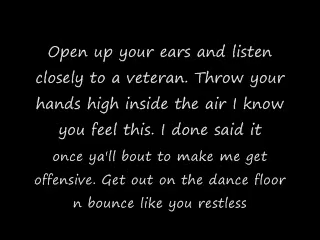 Open up your ears and listen
closely to a veteran. Throw your
hands high inside the air I know
you feel this. I done said it
once ya'll bout to make me get
offensive. Get out on the dance floor
n bounce like you restless